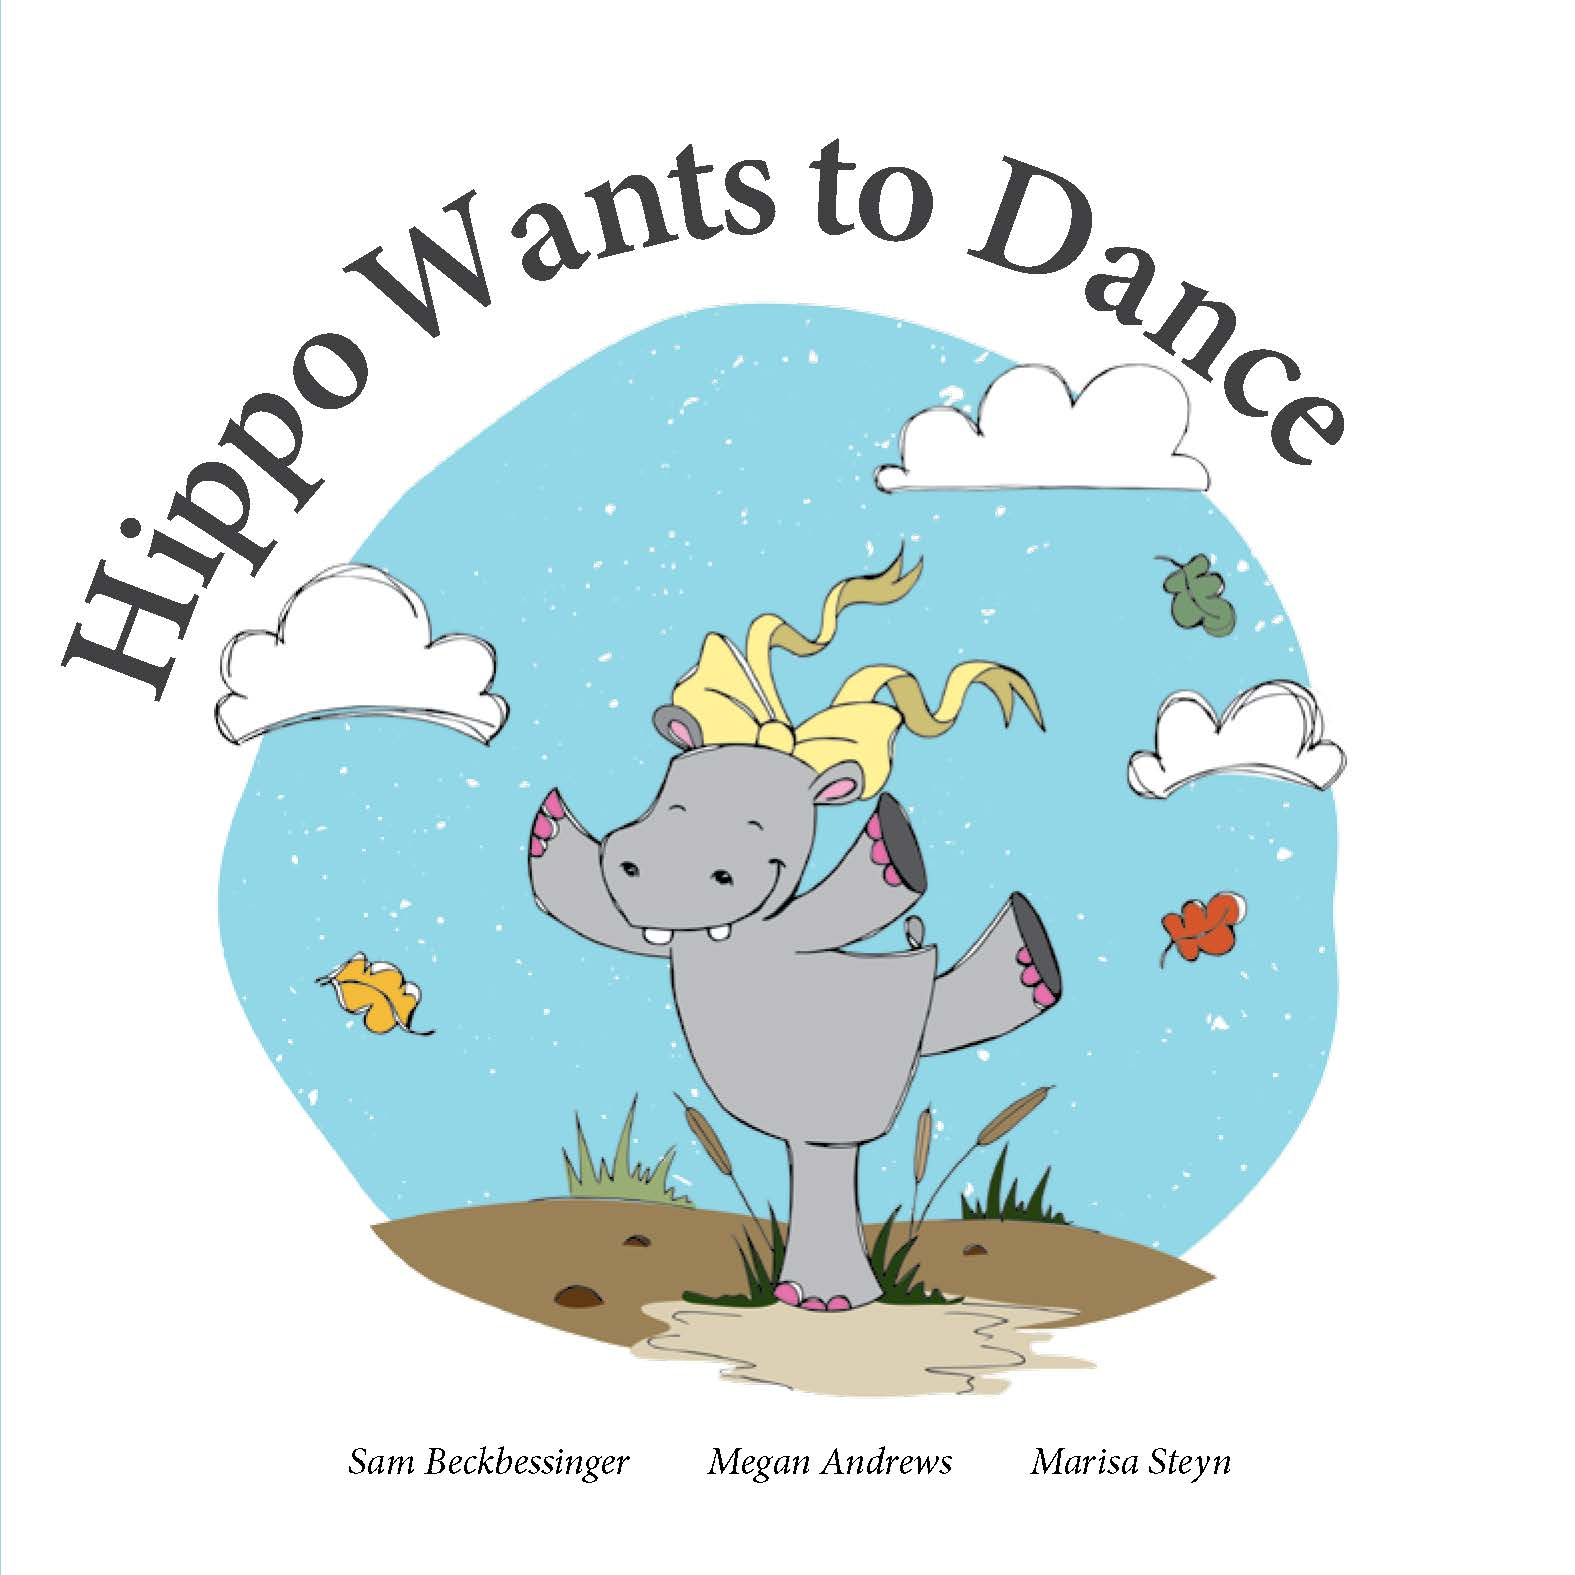 Hippo Wants to Dance
Sam Beckbessinger Megan Andrews Marisa Steyn